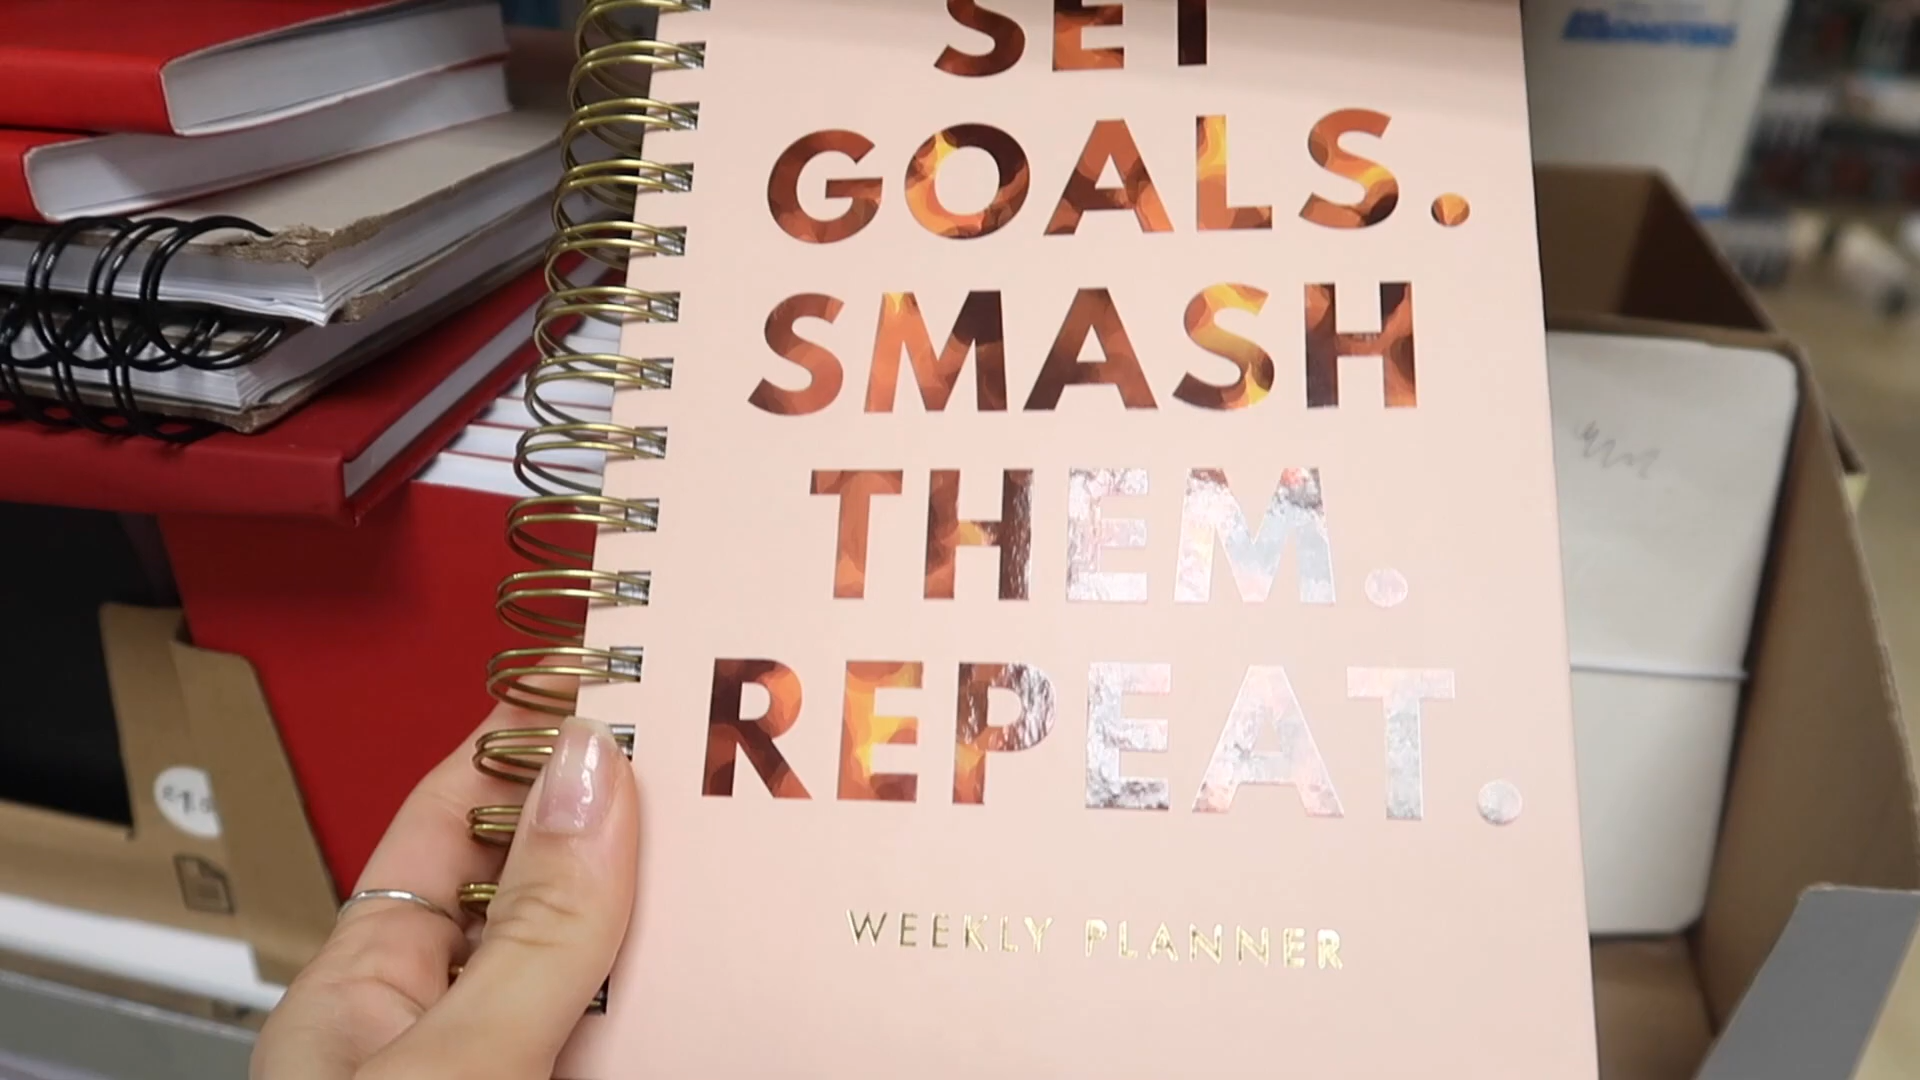 SET
GOALS.
SMASH
THEM.
REPEAT.
WEEKLY PLANNER